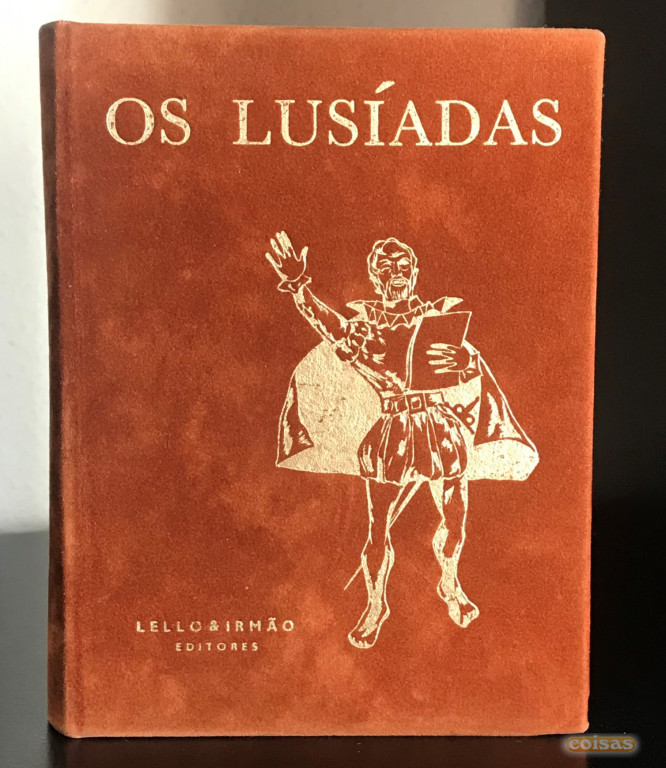 OS LUSÍADAS
LELLO & IRMÃO
EDITORES
coisas